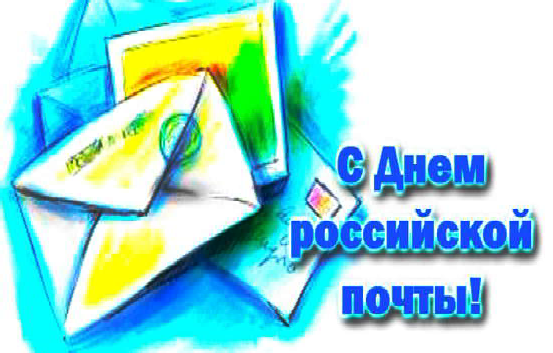 С Днем
российской
почты!